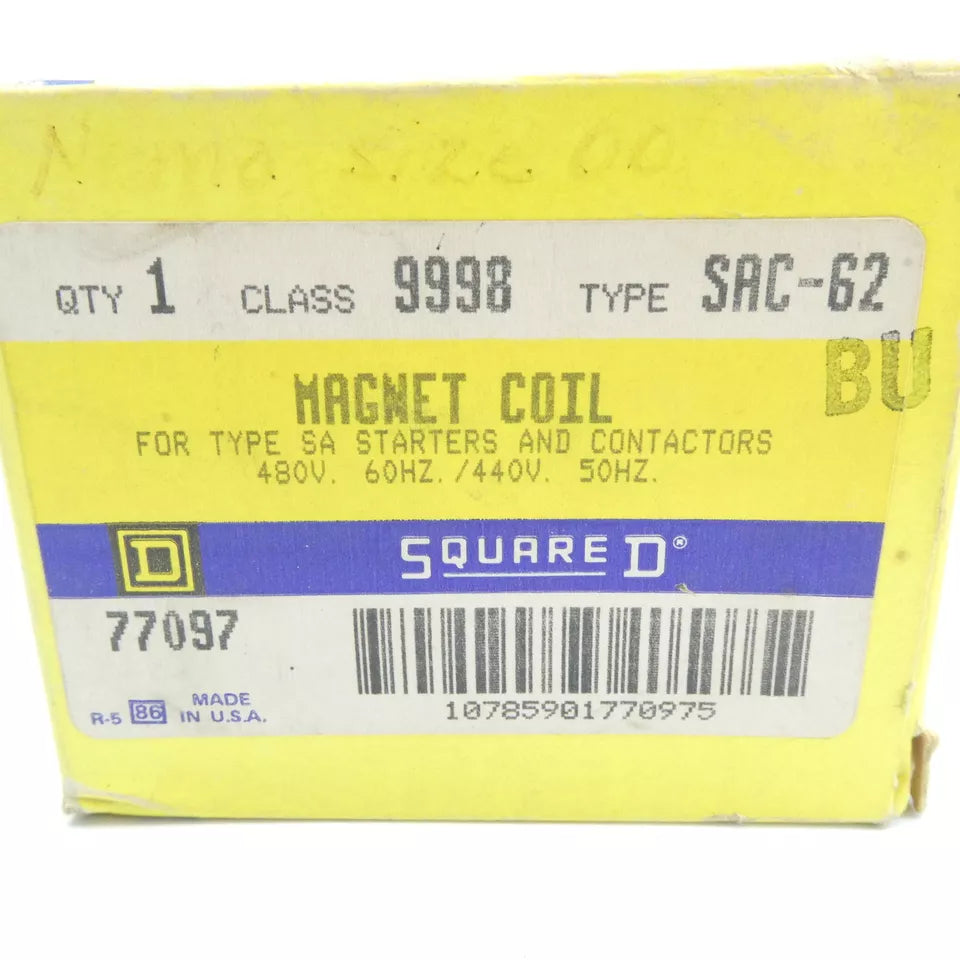 Nema size 00
QTY 1 CLASS 9998 TYPE SAC-62
BU
MAGNET COIL
FOR TYPE SA STARTERS AND CONTACTORS
480V. 60HZ./440V. 50HZ.
D SQUARE D®
77097
R-5 86 MADE IN U.S.A.
10785901770975